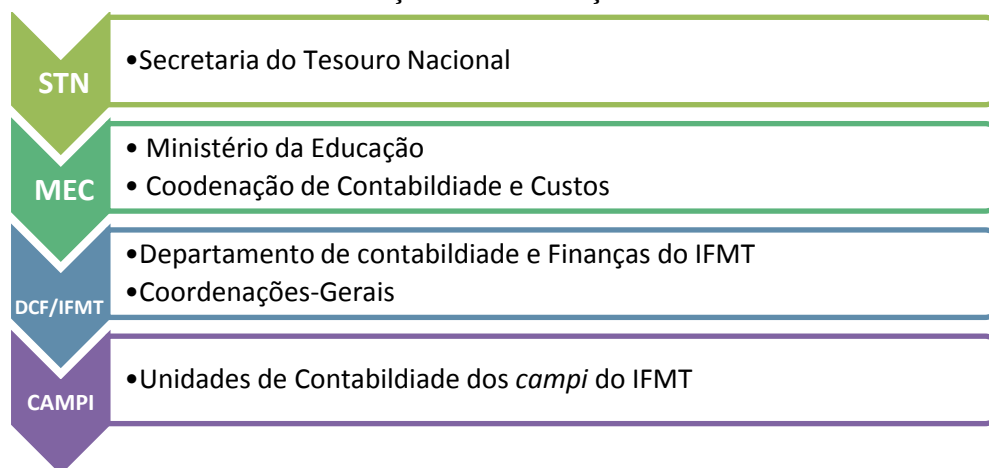 STN
•Secretaria do Tesouro Nacional
MEC
• Ministério da Educação
• Coodenação de Contabildiade e Custos
DCF/IFMT
•Departamento de contabildiade e Finanças do IFMT
•Coordenações-Gerais
CAMPI
•Unidades de Contabildiade dos campi do IFMT